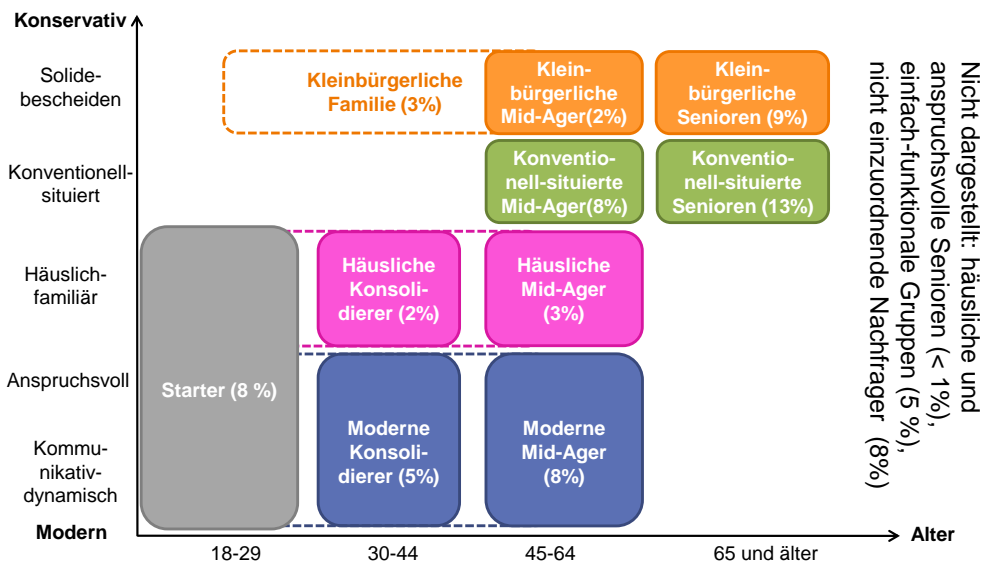 Konservativ
Solide-
bescheiden
Konventionell-
situiert
Häuslich-
familiär
Anspruchsvoll
Kommu-
nikativ-
dynamisch
Modern
Kleinbürgerliche
Familie (3%)
Klein-
bürgerliche
Mid-Ager(2%)
Klein-
bürgerliche
Senioren (9%)
Konventio-
nell-situierte
Mid-Ager(8%)
Konventio-
nell-situierte
Senioren (13%)
Häusliche
Konsoli-
dierer (2%)
Häusliche
Mid-Ager
(3%)
Starter (8 %)
Moderne
Konsoli-
dierer (5%)
Moderne
Mid-Ager
(8%)
18-29
30-44
45-64
65 und älter
Alter
Nicht dargestellt: häusliche und
anspruchsvolle Senioren (< 1%),
einfach-funktionale Gruppen (5 %),
nicht einzuordnende Nachfrager (8%)